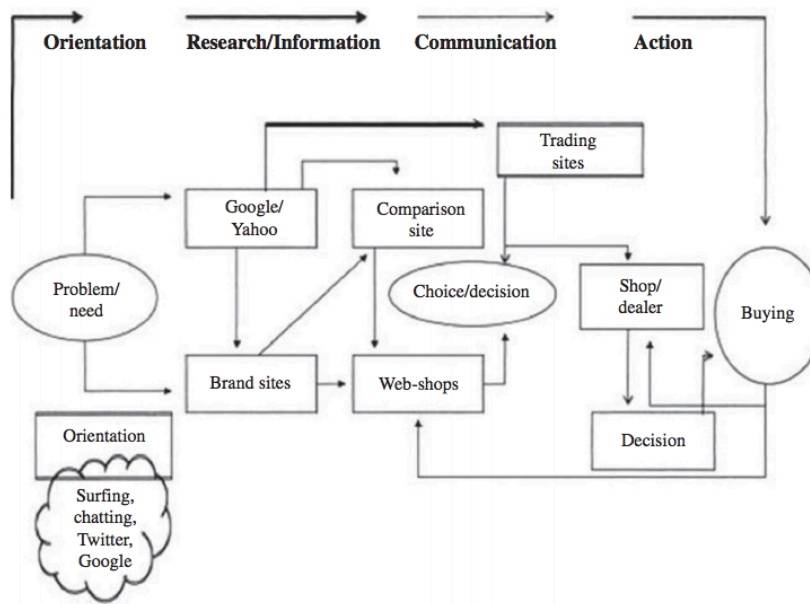 Orientation
Research/Information
Communication
Action
Trading
sites
Google/
Yahoo
Comparison
site
Problem/
need
Choice/decision
Shop/
dealer
Buying
Brand sites
Web-shops
Orientation
Decision
Surfing,
chatting,
Twitter,
Google